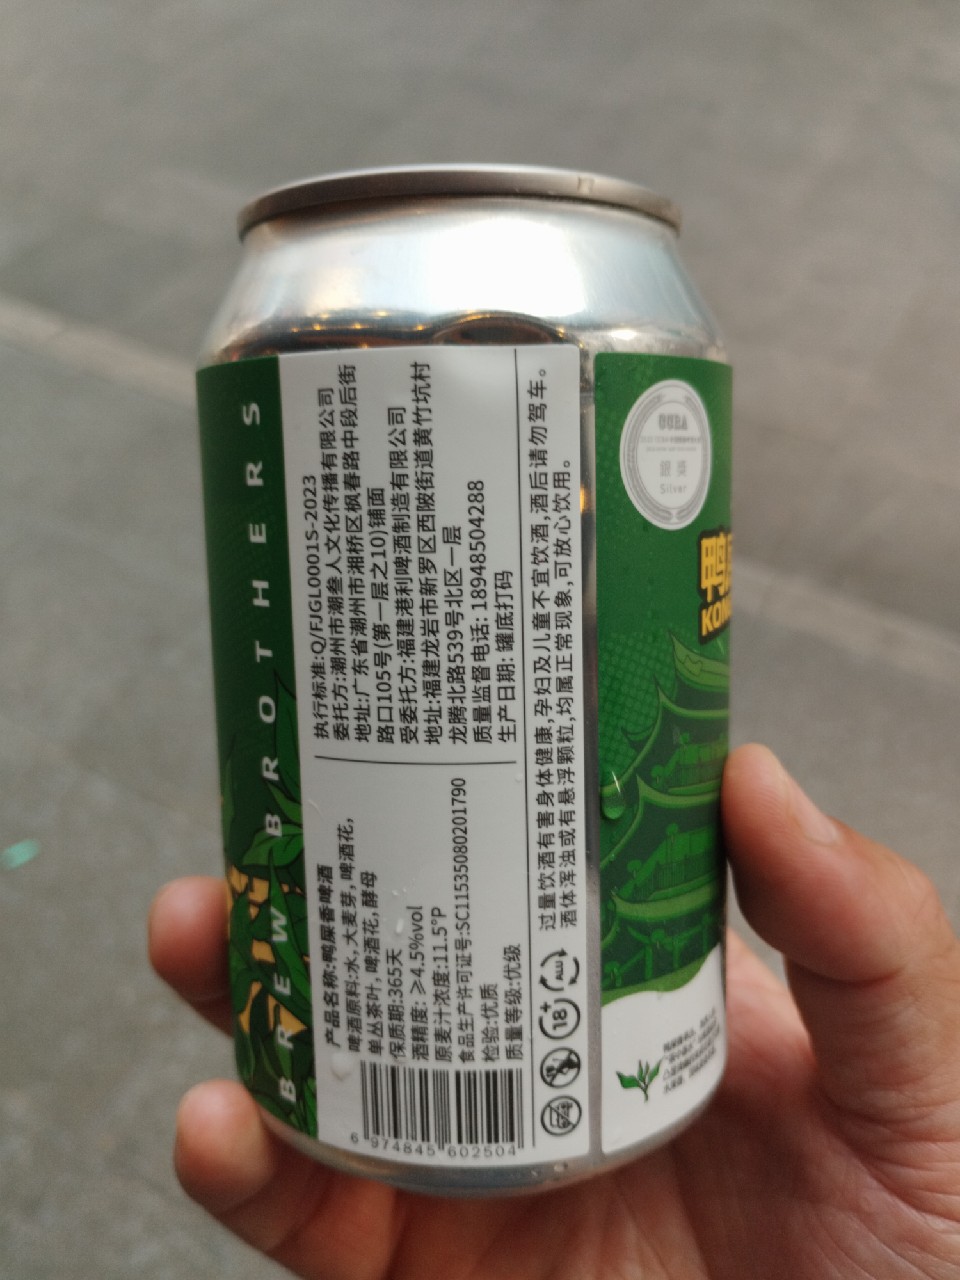 BREW BROTHERS
产品名称:鸭屎香啤酒
啤酒原料:水,大麦芽,啤酒花,
单丛茶叶,啤酒花,酵母
保质期:365天
酒精度: ≥4.5%vol
原麦汁浓度:11.5°P
食品生产许可证号:SC11535080201790
检验:优质
质量等级:优级
6 974845 602504
执行标准:Q/FJGL0001S-2023
委托方:潮州市潮叁人文化传播有限公司
地址:广东省潮州市湘桥区枫春路中段后街
路口105号(第一层之10)铺面
受委托方:福建港利啤酒制造有限公司
地址:福建龙岩市新罗区西陂街道黄竹坑村
龙腾北路539号北区一层
质量监督电话: 18948504288
生产日期: 罐底打码
18+
ALU
过量饮酒有害身体健康,孕妇及儿童不宜饮酒,酒后请勿驾车。
酒体浑浊或有悬浮颗粒,均属正常现象,可放心饮用。
Silver
鸭
KON